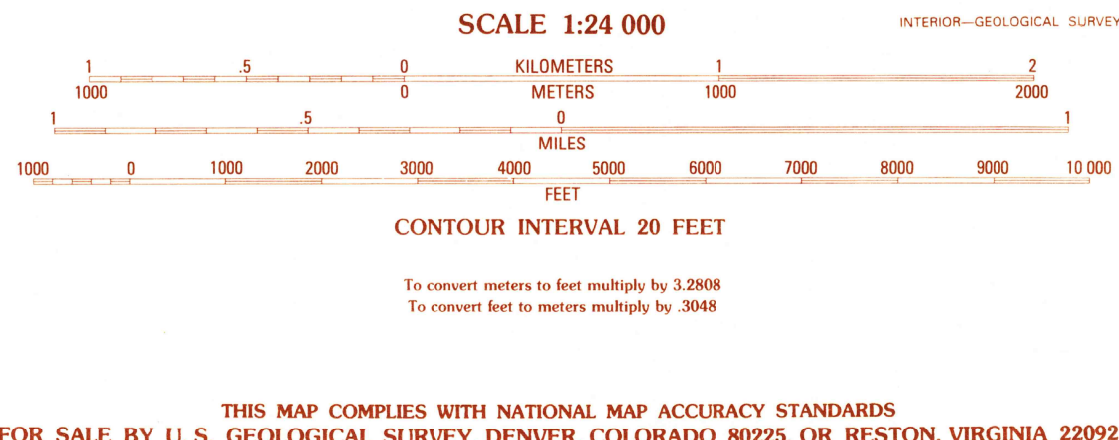 SCALE 1:24 000
INTERIOR—GEOLOGICAL SURVEY
1 .5 0 KILOMETERS 1 2
1000 0 METERS 1000 2000
1 .5 0 1
MILES
1000 0 1000 2000 3000 4000 5000 6000 7000 8000 9000 10 000
FEET
CONTOUR INTERVAL 20 FEET
To convert meters to feet multiply by 3.2808
To convert feet to meters multiply by .3048
THIS MAP COMPLIES WITH NATIONAL MAP ACCURACY STANDARDS
FOR SALE BY U.S. GEOLOGICAL SURVEY, DENVER, COLORADO 80225, OR RESTON, VIRGINIA 22092